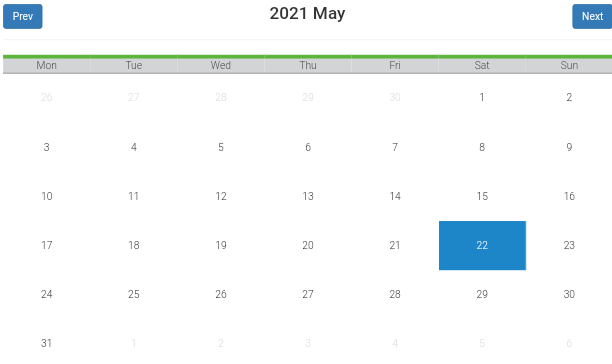 Prev 2021 May Next
Mon Tue Wed Thu Fri Sat Sun
26 27 28 29 30 1 2
3 4 5 6 7 8 9
10 11 12 13 14 15 16
17 18 19 20 21 22 23
24 25 26 27 28 29 30
31 1 2 3 4 5 6